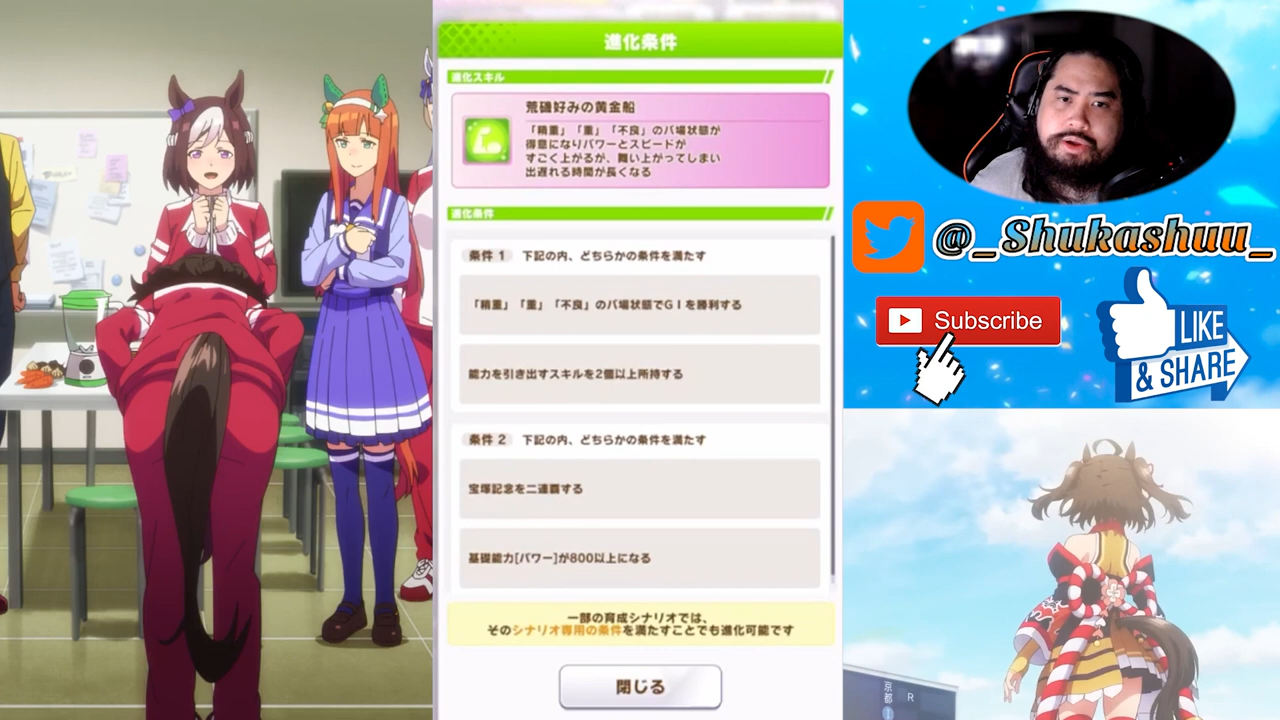 進化条件
進化スキル
荒磯好みの黄金船
「稍重」「重」「不良」のバ場状態が
得意になりパワーとスピードが
すごく上がるが、舞い上がってしまい
出遅れる時間が長くなる
進化条件
条件 1 下記の内、どちらかの条件を満たす
「稍重」「重」「不良」のバ場状態でGⅠを勝利する
能力を引き出すスキルを2個以上所持する
条件 2 下記の内、どちらかの条件を満たす
宝塚記念を二連覇する
基礎能力[パワー]が800以上になる
一部の育成シナリオでは、
そのシナリオ専用の条件を満たすことでも進化可能です
閉じる
@_Shukashuu_
Subscribe
LIKE
& SHARE
京都 R
1